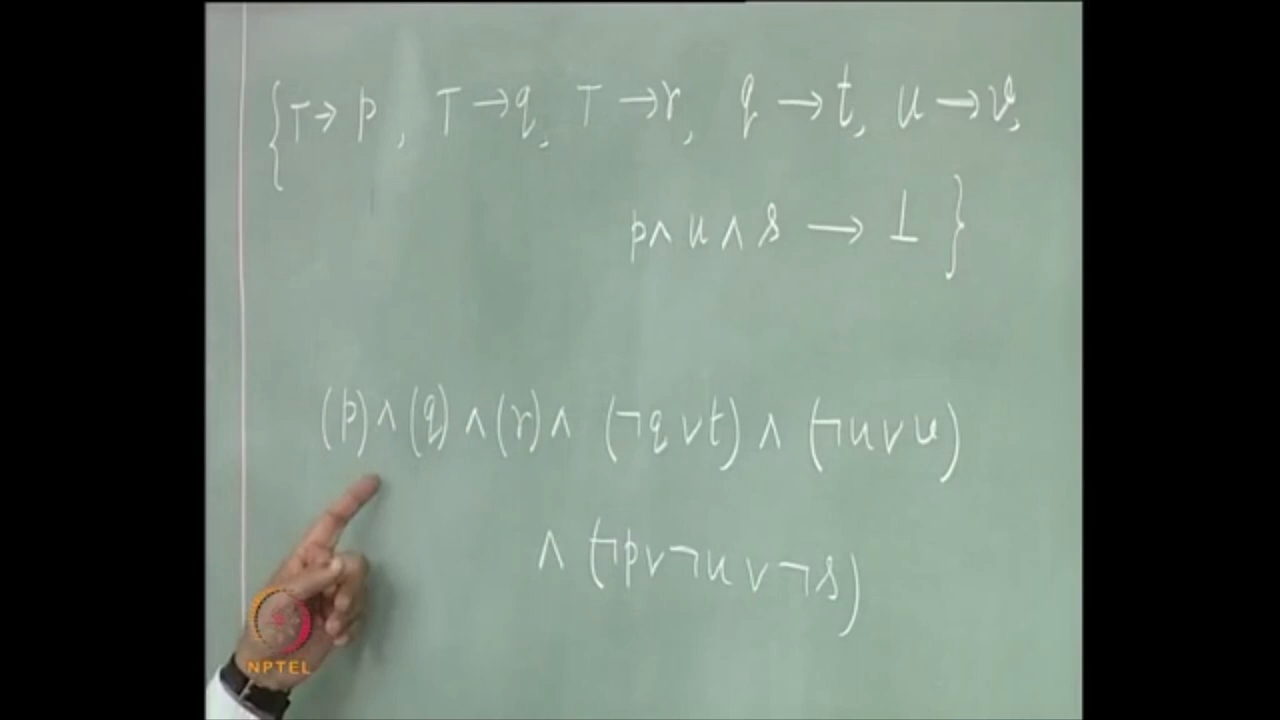 {⊤→ p , ⊤ →q, ⊤ →r, q →t, u →v,
p∧ u ∧ s → ⊥ }
(p)∧ (q) ∧(r)∧ (¬q ∨t) ∧ (¬u∨u)
∧ (¬p∨¬u ∨¬s)
NPTEL